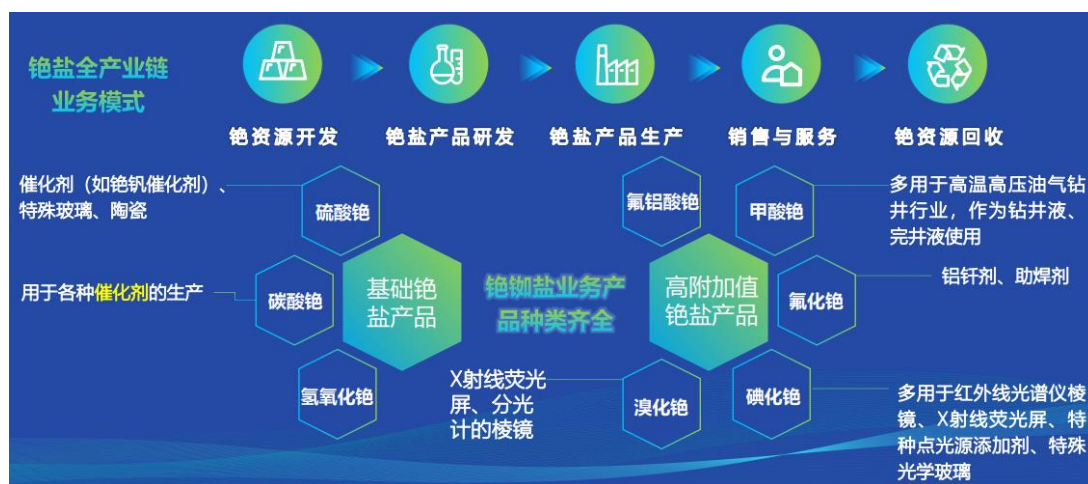 铯盐全产业链
业务模式
铯资源开发
铯盐产品研发
铯盐产品生产
销售与服务
铯资源回收
催化剂（如铯钒催化剂）、
特殊玻璃、陶瓷
硫酸铯
用于各种催化剂的生产
碳酸铯
氢氧化铯
基础铯
盐产品
铯铷盐业务产
品种类齐全
高附加值
铯盐产品
氟铝酸铯
甲酸铯
多用于高温高压油气钻
井行业，作为钻井液、
完井液使用
氟化铯
铝钎剂、助焊剂
X射线荧光
屏、分光
计的棱镜
溴化铯
碘化铯
多用于红外线光谱仪棱
镜、X射线荧光屏、特
种点光源添加剂、特殊
光学玻璃